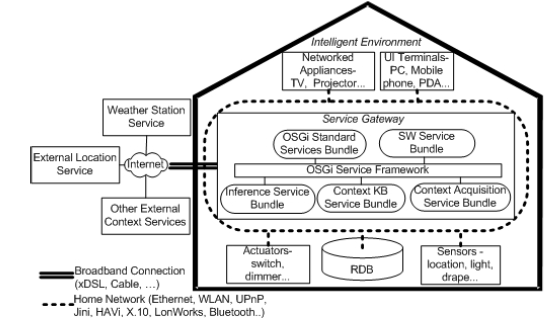 Intelligent Environment
Networked
Appliances-
TV, Projector...
UI Terminals-
PC, Mobile
phone, PDA...
Weather Station
Service
External Location
Service
Internet
Other External
Context Services
Service Gateway
OSGi Standard
Services Bundle
SW Service
Bundle
OSGi Service Framework
Inference Service
Bundle
Context KB
Service Bundle
Context Acquisition
Service Bundle
Actuators-
switch,
dimmer...
RDB
Sensors -
location, light,
drape...
Broadband Connection
(xDSL, Cable, ...)
Home Network (Ethernet, WLAN, UPnP,
Jini, HAVi, X.10, LonWorks, Bluetooth..)